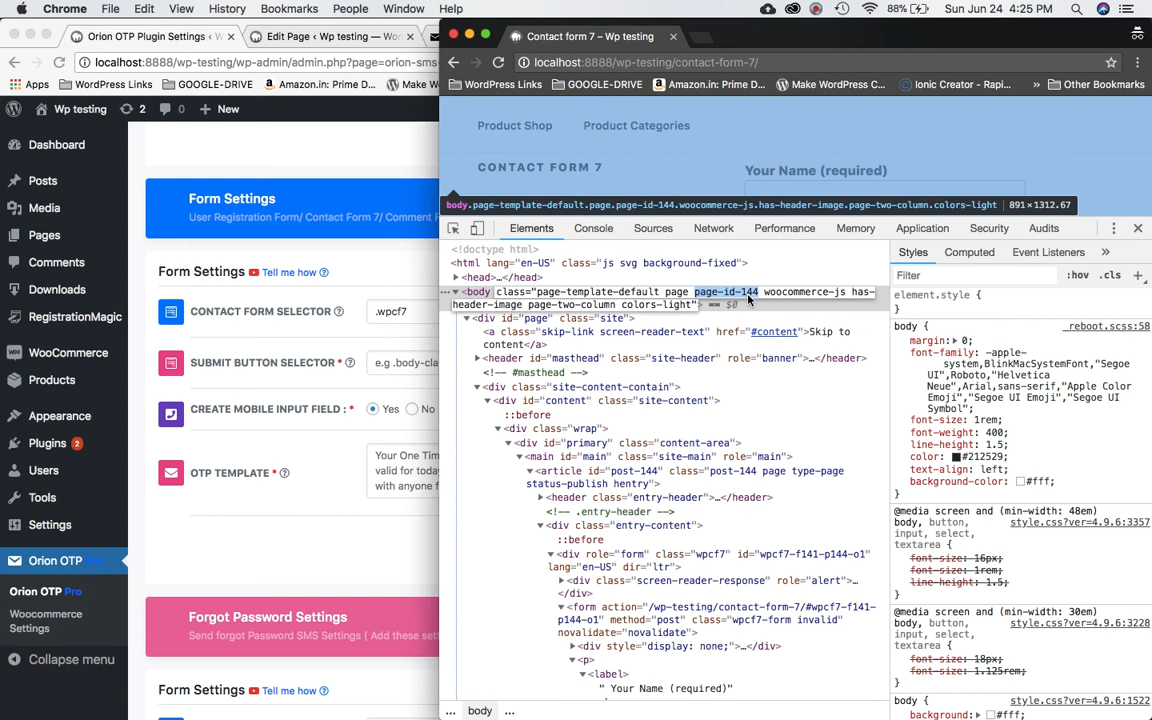 Chrome File Edit View History Bookmarks People Window Help 88% Sun Jun 24 4:25 PM
Orion OTP Plugin Settings ‹ W × Edit Page ‹ Wp testing — Wor ×
localhost:8888/wp-testing/wp-admin/admin.php?page=orion-sms-
Apps WordPress Links GOOGLE-DRIVE Amazon.in: Prime D... Make Wo
Wp testing 2 0 + New
Dashboard
Posts
Media
Pages
Comments
RegistrationMagic
WooCommerce
Products
Appearance
Plugins 2
Users
Tools
Settings
Orion OTP Pro
Orion OTP Pro
Woocommerce
Settings
Collapse menu
Form Settings
User Registration Form/ Contact Form 7/ Comment F
Form Settings Tell me how
CONTACT FORM SELECTOR .wpcf7
SUBMIT BUTTON SELECTOR * e.g .body-cla
CREATE MOBILE INPUT FIELD : * Yes No
OTP TEMPLATE *
Your One Tim
valid for today
with anyone f
Forgot Password Settings
Send forgot Password SMS Settings ( Add these sett
Form Settings Tell me how
Contact form 7 – Wp testing ×
localhost:8888/wp-testing/contact-form-7/
WordPress Links GOOGLE-DRIVE Amazon.in: Prime D... Make WordPress C... Ionic Creator - Rapi... » Other Bookmarks
Product Shop Product Categories
CONTACT FORM 7
Your Name (required)
body.page-template-default.page.page-id-144.woocommerce-js.has-header-image.page-two-column.colors-light | 891×1312.67
Elements Console Sources Network Performance Memory Application Security Audits
<!doctype html>
<html lang="en-US" class="js svg background-fixed">
<head>…</head>
<body class="page-template-default page page-id-144 woocommerce-js has-
header-image page-two-column colors-light"> == $0
<div id="page" class="site">
<a class="skip-link screen-reader-text" href="#content">Skip to
content</a>
<header id="masthead" class="site-header" role="banner">…</header>
<!-- #masthead -->
<div class="site-content-contain">
<div id="content" class="site-content">
::before
<div class="wrap">
<div id="primary" class="content-area">
<main id="main" class="site-main" role="main">
<article id="post-144" class="post-144 page type-page
status-publish hentry">
<header class="entry-header">…</header>
<!-- .entry-header -->
<div class="entry-content">
::before
<div role="form" class="wpcf7" id="wpcf7-f141-p144-o1"
lang="en-US" dir="ltr">
<div class="screen-reader-response" role="alert">…
</div>
<form action="/wp-testing/contact-form-7/#wpcf7-f141-
p144-o1" method="post" class="wpcf7-form invalid"
novalidate="novalidate">
<div style="display: none;">…</div>
<p>
<label>
" Your Name (required)"
... body ...
Styles Computed Event Listeners »
Filter :hov .cls +
element.style {
}
body { _reboot.scss:58
margin: 0;
font-family: -apple-
system,BlinkMacSystemFont,"Segoe
UI",Roboto,"Helvetica
Neue",Arial,sans-serif,"Apple Color
Emoji","Segoe UI Emoji","Segoe UI
Symbol";
font-size: 1rem;
font-weight: 400;
line-height: 1.5;
color: #212529;
text-align: left;
background-color: #fff;
}
@media screen and (min-width: 48em)
body, button, style.css?ver=4.9.6:3357
input, select,
textarea {
font-size: 16px;
font-size: 1rem;
line-height: 1.5;
}
@media screen and (min-width: 30em)
body, button, style.css?ver=4.9.6:3228
input, select,
textarea {
font-size: 18px;
font-size: 1.125rem;
}
body { style.css?ver=4.9.6:1522
background: #fff;